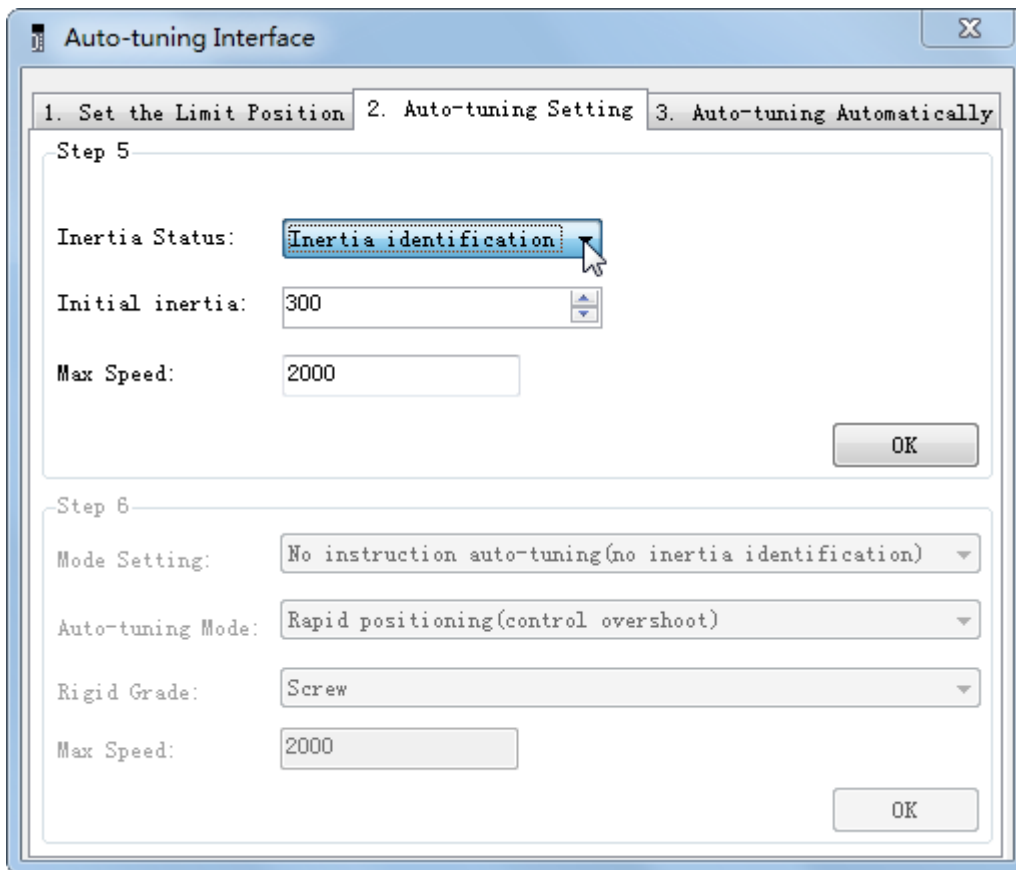 Auto-tuning Interface
1. Set the Limit Position 2. Auto-tuning Setting 3. Auto-tuning Automatically
Step 5
Inertia Status: Inertia identification
Initial inertia: 300
Max Speed: 2000
OK
Step 6
Mode Setting: No instruction auto-tuning(no inertia identification)
Auto-tuning Mode: Rapid positioning(control overshoot)
Rigid Grade: Screw
Max Speed: 2000
OK